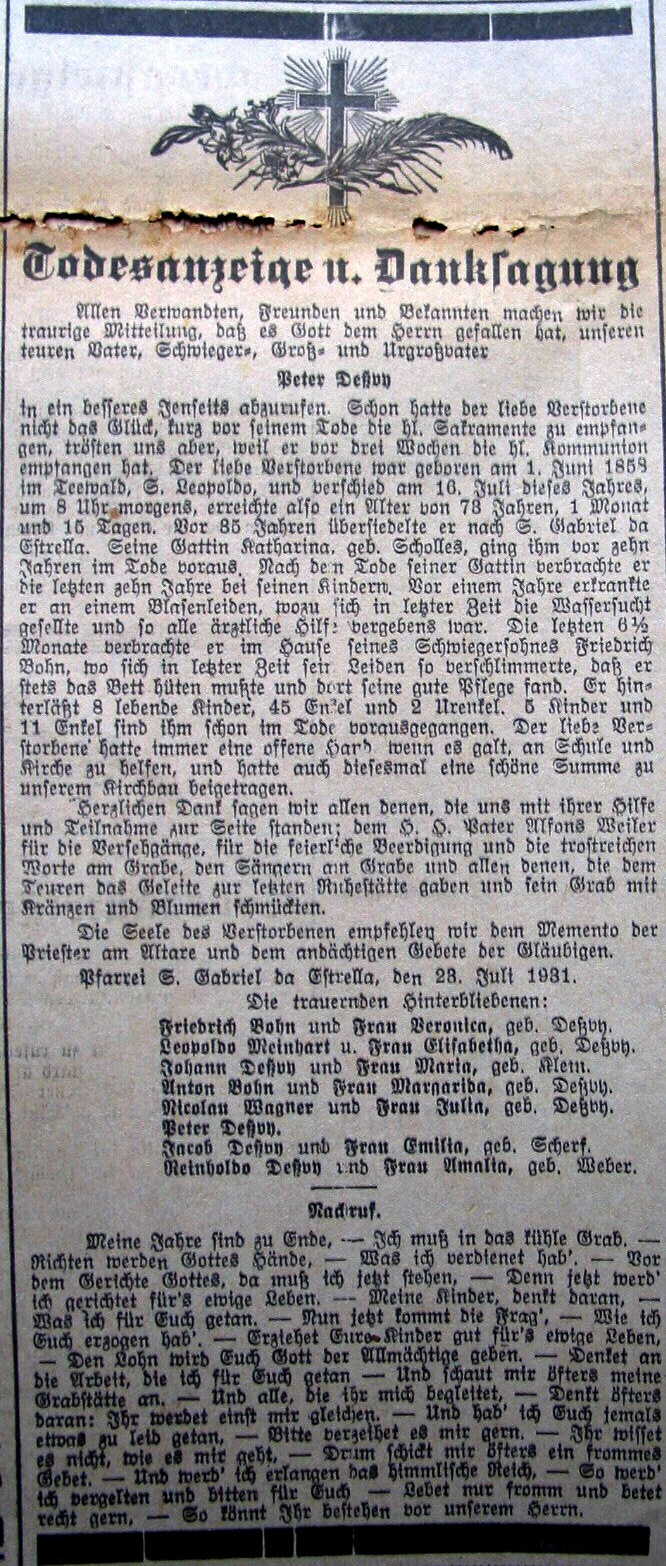 Todesanzeige u. Danksagung
Allen Verwandten, Freunden und Bekannten machen wir die
traurige Mitteilung, daß es Gott dem Herrn gefallen hat, unseren
teuren Vater, Schwieger-, Groß- und Urgroßvater
Peter Deßoy
in ein besseres Jenseits abzurufen. Schon hatte der liebe Verstorbene
nicht das Glück, kurz vor seinem Tode die hl. Sakramente zu empfan-
gen, trösten uns aber, weil er vor drei Wochen die hl. Kommunion
empfangen hat. Der liebe Verstorbene war geboren am 1. Juni 1858
im Teewald, S. Leopoldo, und verschied am 16. Juli dieses Jahres,
um 8 Uhr morgens, erreichte also ein Alter von 73 Jahren, 1 Monat
und 15 Tagen. Vor 35 Jahren übersiedelte er nach S. Gabriel da
Estrella. Seine Gattin Katharina, geb. Scholles, ging ihm vor zehn
Jahren im Tode voraus. Nach dem Tode seiner Gattin verbrachte er
die letzten zehn Jahre bei seinen Kindern. Vor einem Jahre erkrankte
er an einem Blasenleiden, wozu sich in letzter Zeit die Wassersucht
gesellte und so alle ärztliche Hilfe vergebens war. Die letzten 6½
Monate verbrachte er im Hause seines Schwiegersohnes Friedrich
Bohn, wo sich in letzter Zeit sein Leiden so verschlimmerte, daß er
stets das Bett hüten mußte und dort seine gute Pflege fand. Er hin-
terläßt 8 lebende Kinder, 45 Enkel und 2 Urenkel. 5 Kinder und
11 Enkel sind ihm schon im Tode vorausgegangen. Der liebe Ver-
storbene hatte immer eine offene Hand wenn es galt, an Schule und
Kirche zu helfen, und hatte auch diesesmal eine schöne Summe zu
unserem Kirchbau beigetragen.
Herzlichen Dank sagen wir allen denen, die uns mit ihrer Hilfe
und Teilnahme zur Seite standen; dem H. H. Pater Alfons Weiler
für die Versehgänge, für die feierliche Beerdigung und die trostreichen
Worte am Grabe, den Sängern am Grabe und allen denen, die dem
Teuren das Geleite zur letzten Ruhestätte gaben und sein Grab mit
Kränzen und Blumen schmückten.
Die Seele des Verstorbenen empfehlen wir dem Memento der
Priester am Altare und dem andächtigen Gebete der Gläubigen.
Pfarrei S. Gabriel da Estrella, den 23. Juli 1931.
Die trauernden Hinterbliebenen:
Friedrich Bohn und Frau Veronica, geb. Deßoy.
Leopoldo Meinhart u. Frau Elisabetha, geb. Deßoy.
Johann Deßoy und Frau Maria, geb. Klein.
Anton Bohn und Frau Margarida, geb. Deßoy.
Nicolau Wagner und Frau Julia, geb. Deßoy.
Peter Deßoy.
Jacob Deßoy und Frau Emilia, geb. Scherf.
Reinholdo Deßoy und Frau Amalia, geb. Weber.
Nachruf.
Meine Jahre sind zu Ende, — Ich muß in das kühle Grab. —
Richten werden Gottes Hände, — Was ich verdienet hab'. — Vor
dem Gerichte Gottes, da muß ich jetzt stehen, — Denn jetzt werd'
ich gerichtet für's ewige Leben. — Meine Kinder, denkt daran, —
Was ich für Euch getan. — Nun jetzt kommt die Frag', — Wie ich
Euch erzogen hab'. — Erziehet Eure Kinder gut für's ewige Leben,
— Den Lohn wird Euch Gott der Allmächtige geben. — Denket an
die Arbeit, die ich für Euch getan — Und schaut mir öfters meine
Grabstätte an. — Und alle, die ihr mich begleitet, — Denkt öfters
daran: Ihr werdet einst mir gleichen. — Und hab' ich Euch jemals
etwas zu leid getan, — Bitte verzeihet es mir gern. — Ihr wisset
es nicht, wie es mir geht, — Drum schickt mir öfters ein frommes
Gebet. — Und werd' ich erlangen das himmlische Reich, — So werd'
ich vergelten und bitten für Euch — Lebet nur fromm und betet
recht gern, — So könnt Ihr bestehen vor unserem Herrn.